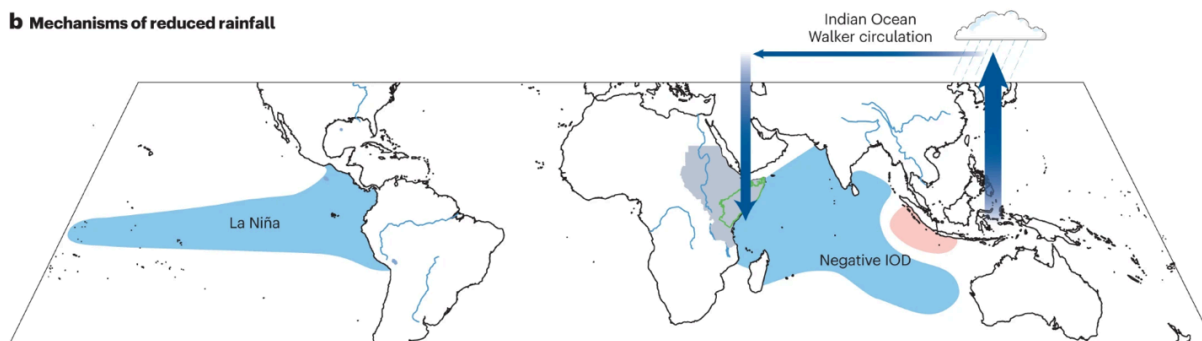 b Mechanisms of reduced rainfall
Indian Ocean
Walker circulation
La Niña
Negative IOD